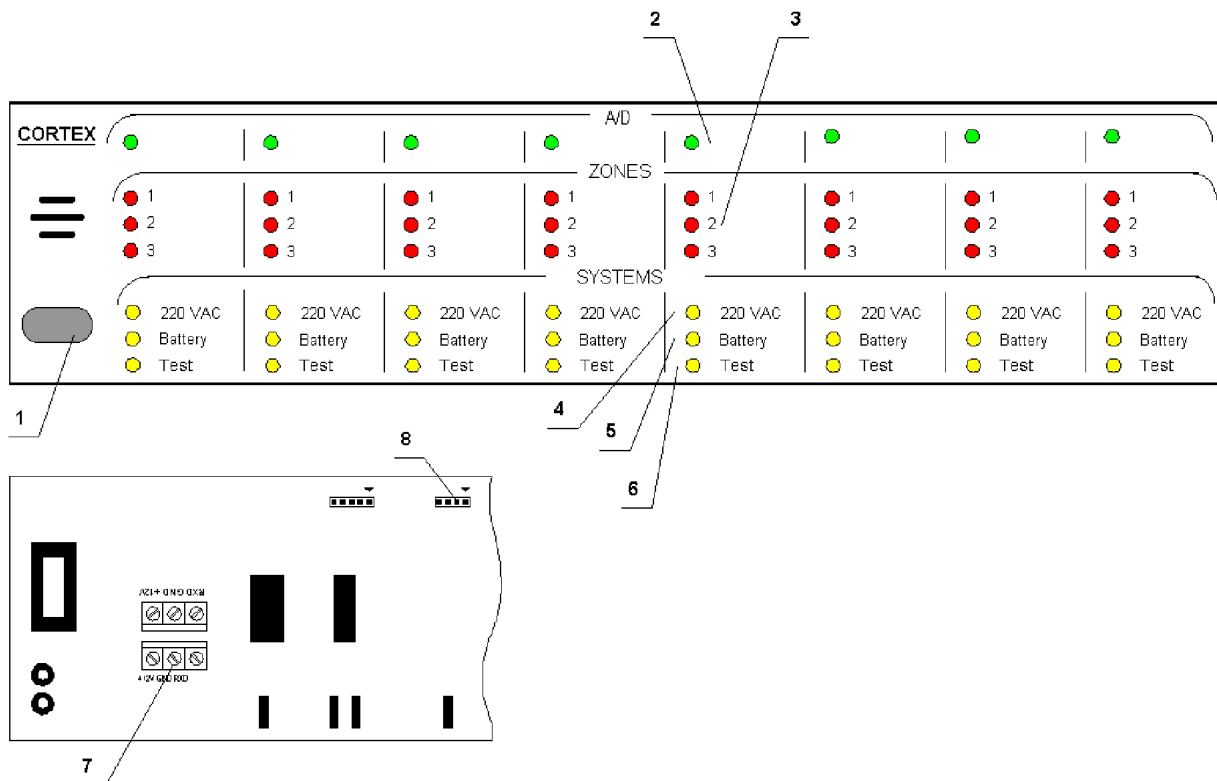 2 3
A/D
CORTEX
ZONES
1 1 1 1 1 1 1 1
2 2 2 2 2 2 2 2
3 3 3 3 3 3 3 3
SYSTEMS
220 VAC 220 VAC 220 VAC 220 VAC 220 VAC 220 VAC 220 VAC 220 VAC
Battery Battery Battery Battery Battery Battery Battery Battery
Test Test Test Test Test Test Test Test
1
4
5
6
8
RXD GND +12V
+12V GND RXD
7